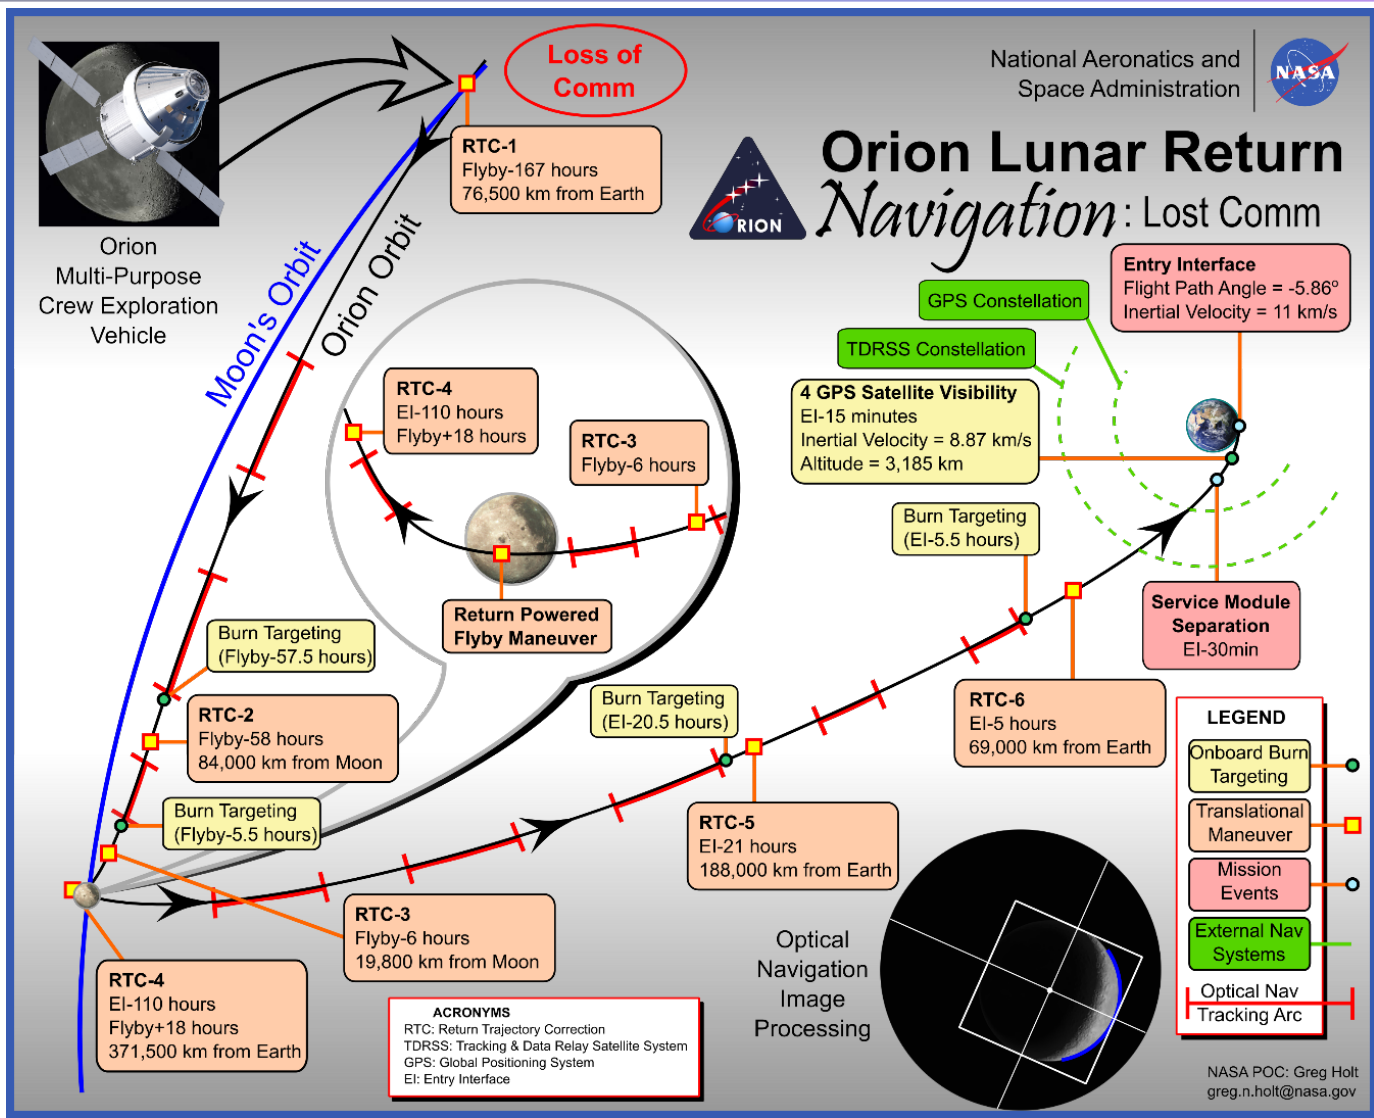 Loss of
Comm
National Aeronatics and
Space Administration
NASA
Orion Lunar Return
Navigation: Lost Comm
ORION
Orion
Multi-Purpose
Crew Exploration
Vehicle
RTC-1
Flyby-167 hours
76,500 km from Earth
Moon's Orbit
Orion Orbit
Entry Interface
Flight Path Angle = -5.86º
Inertial Velocity = 11 km/s
GPS Constellation
TDRSS Constellation
4 GPS Satellite Visibility
EI-15 minutes
Inertial Velocity = 8.87 km/s
Altitude = 3,185 km
RTC-4
EI-110 hours
Flyby+18 hours
RTC-3
Flyby-6 hours
Return Powered
Flyby Maneuver
Burn Targeting
(EI-5.5 hours)
Service Module
Separation
EI-30min
Burn Targeting
(Flyby-57.5 hours)
RTC-2
Flyby-58 hours
84,000 km from Moon
Burn Targeting
(Flyby-5.5 hours)
Burn Targeting
(EI-20.5 hours)
RTC-6
EI-5 hours
69,000 km from Earth
RTC-5
EI-21 hours
188,000 km from Earth
RTC-3
Flyby-6 hours
19,800 km from Moon
RTC-4
EI-110 hours
Flyby+18 hours
371,500 km from Earth
ACRONYMS
RTC: Return Trajectory Correction
TDRSS: Tracking & Data Relay Satellite System
GPS: Global Positioning System
EI: Entry Interface
Optical
Navigation
Image
Processing
LEGEND
Onboard Burn
Targeting
Translational
Maneuver
Mission
Events
External Nav
Systems
Optical Nav
Tracking Arc
NASA POC: Greg Holt
greg.n.holt@nasa.gov